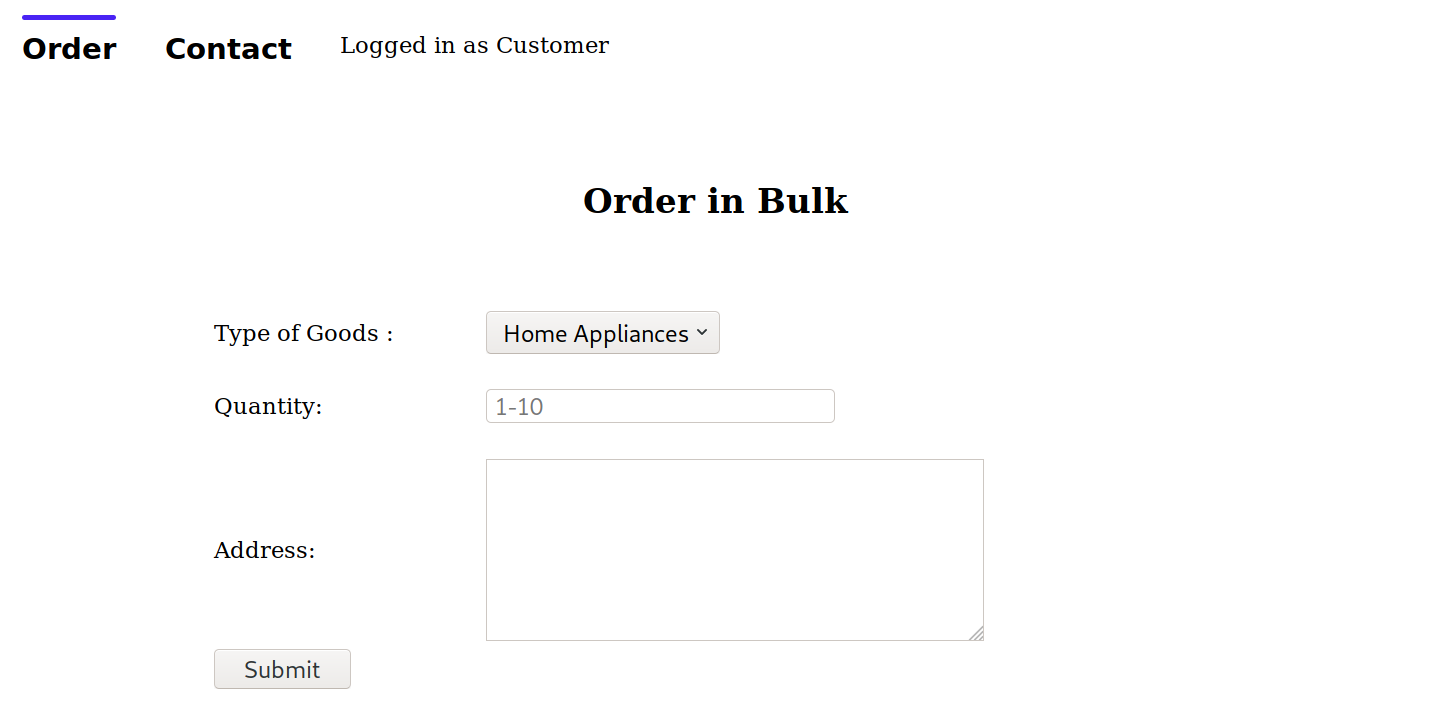 Order Contact Logged in as Customer
Order in Bulk
Type of Goods : Home Appliances
Quantity: 1-10
Address:
Submit